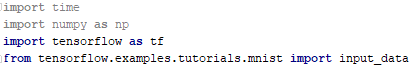 import time
import numpy as np
import tensorflow as tf
from tensorflow.examples.tutorials.mnist import input_data